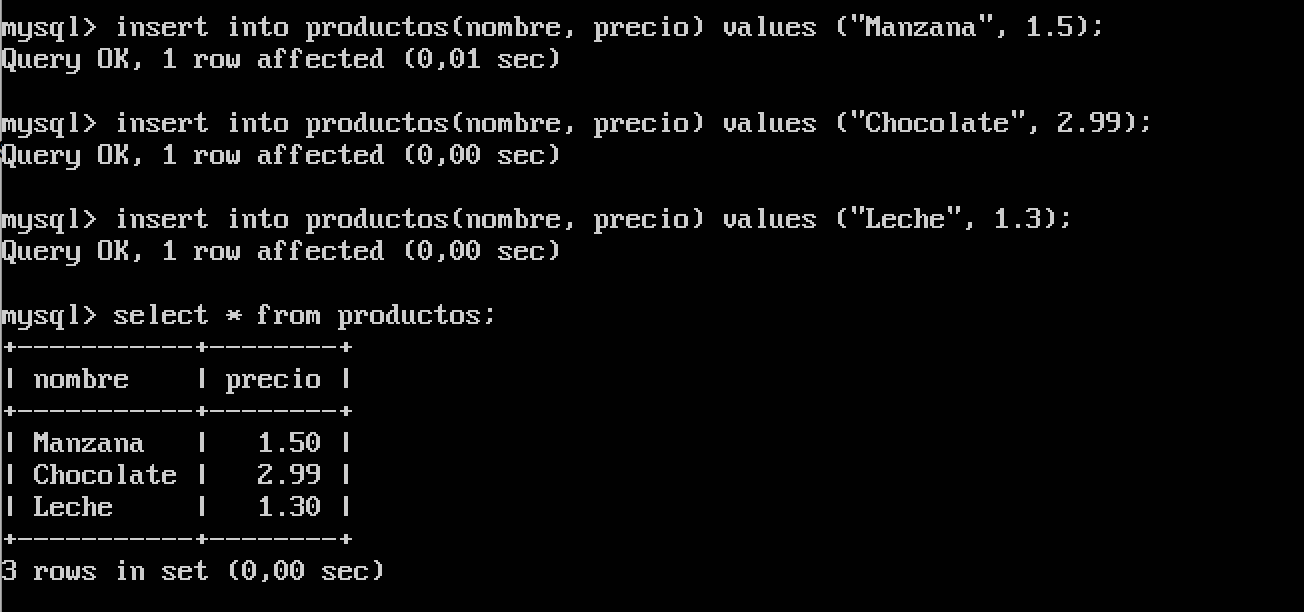 mysql> insert into productos(nombre, precio) values ("Manzana", 1.5);
Query OK, 1 row affected (0,01 sec)

mysql> insert into productos(nombre, precio) values ("Chocolate", 2.99);
Query OK, 1 row affected (0,00 sec)

mysql> insert into productos(nombre, precio) values ("Leche", 1.3);
Query OK, 1 row affected (0,00 sec)

mysql> select * from productos;
+-----------+--------+
| nombre    | precio |
+-----------+--------+
| Manzana   |   1.50 |
| Chocolate |   2.99 |
| Leche     |   1.30 |
+-----------+--------+
3 rows in set (0,00 sec)